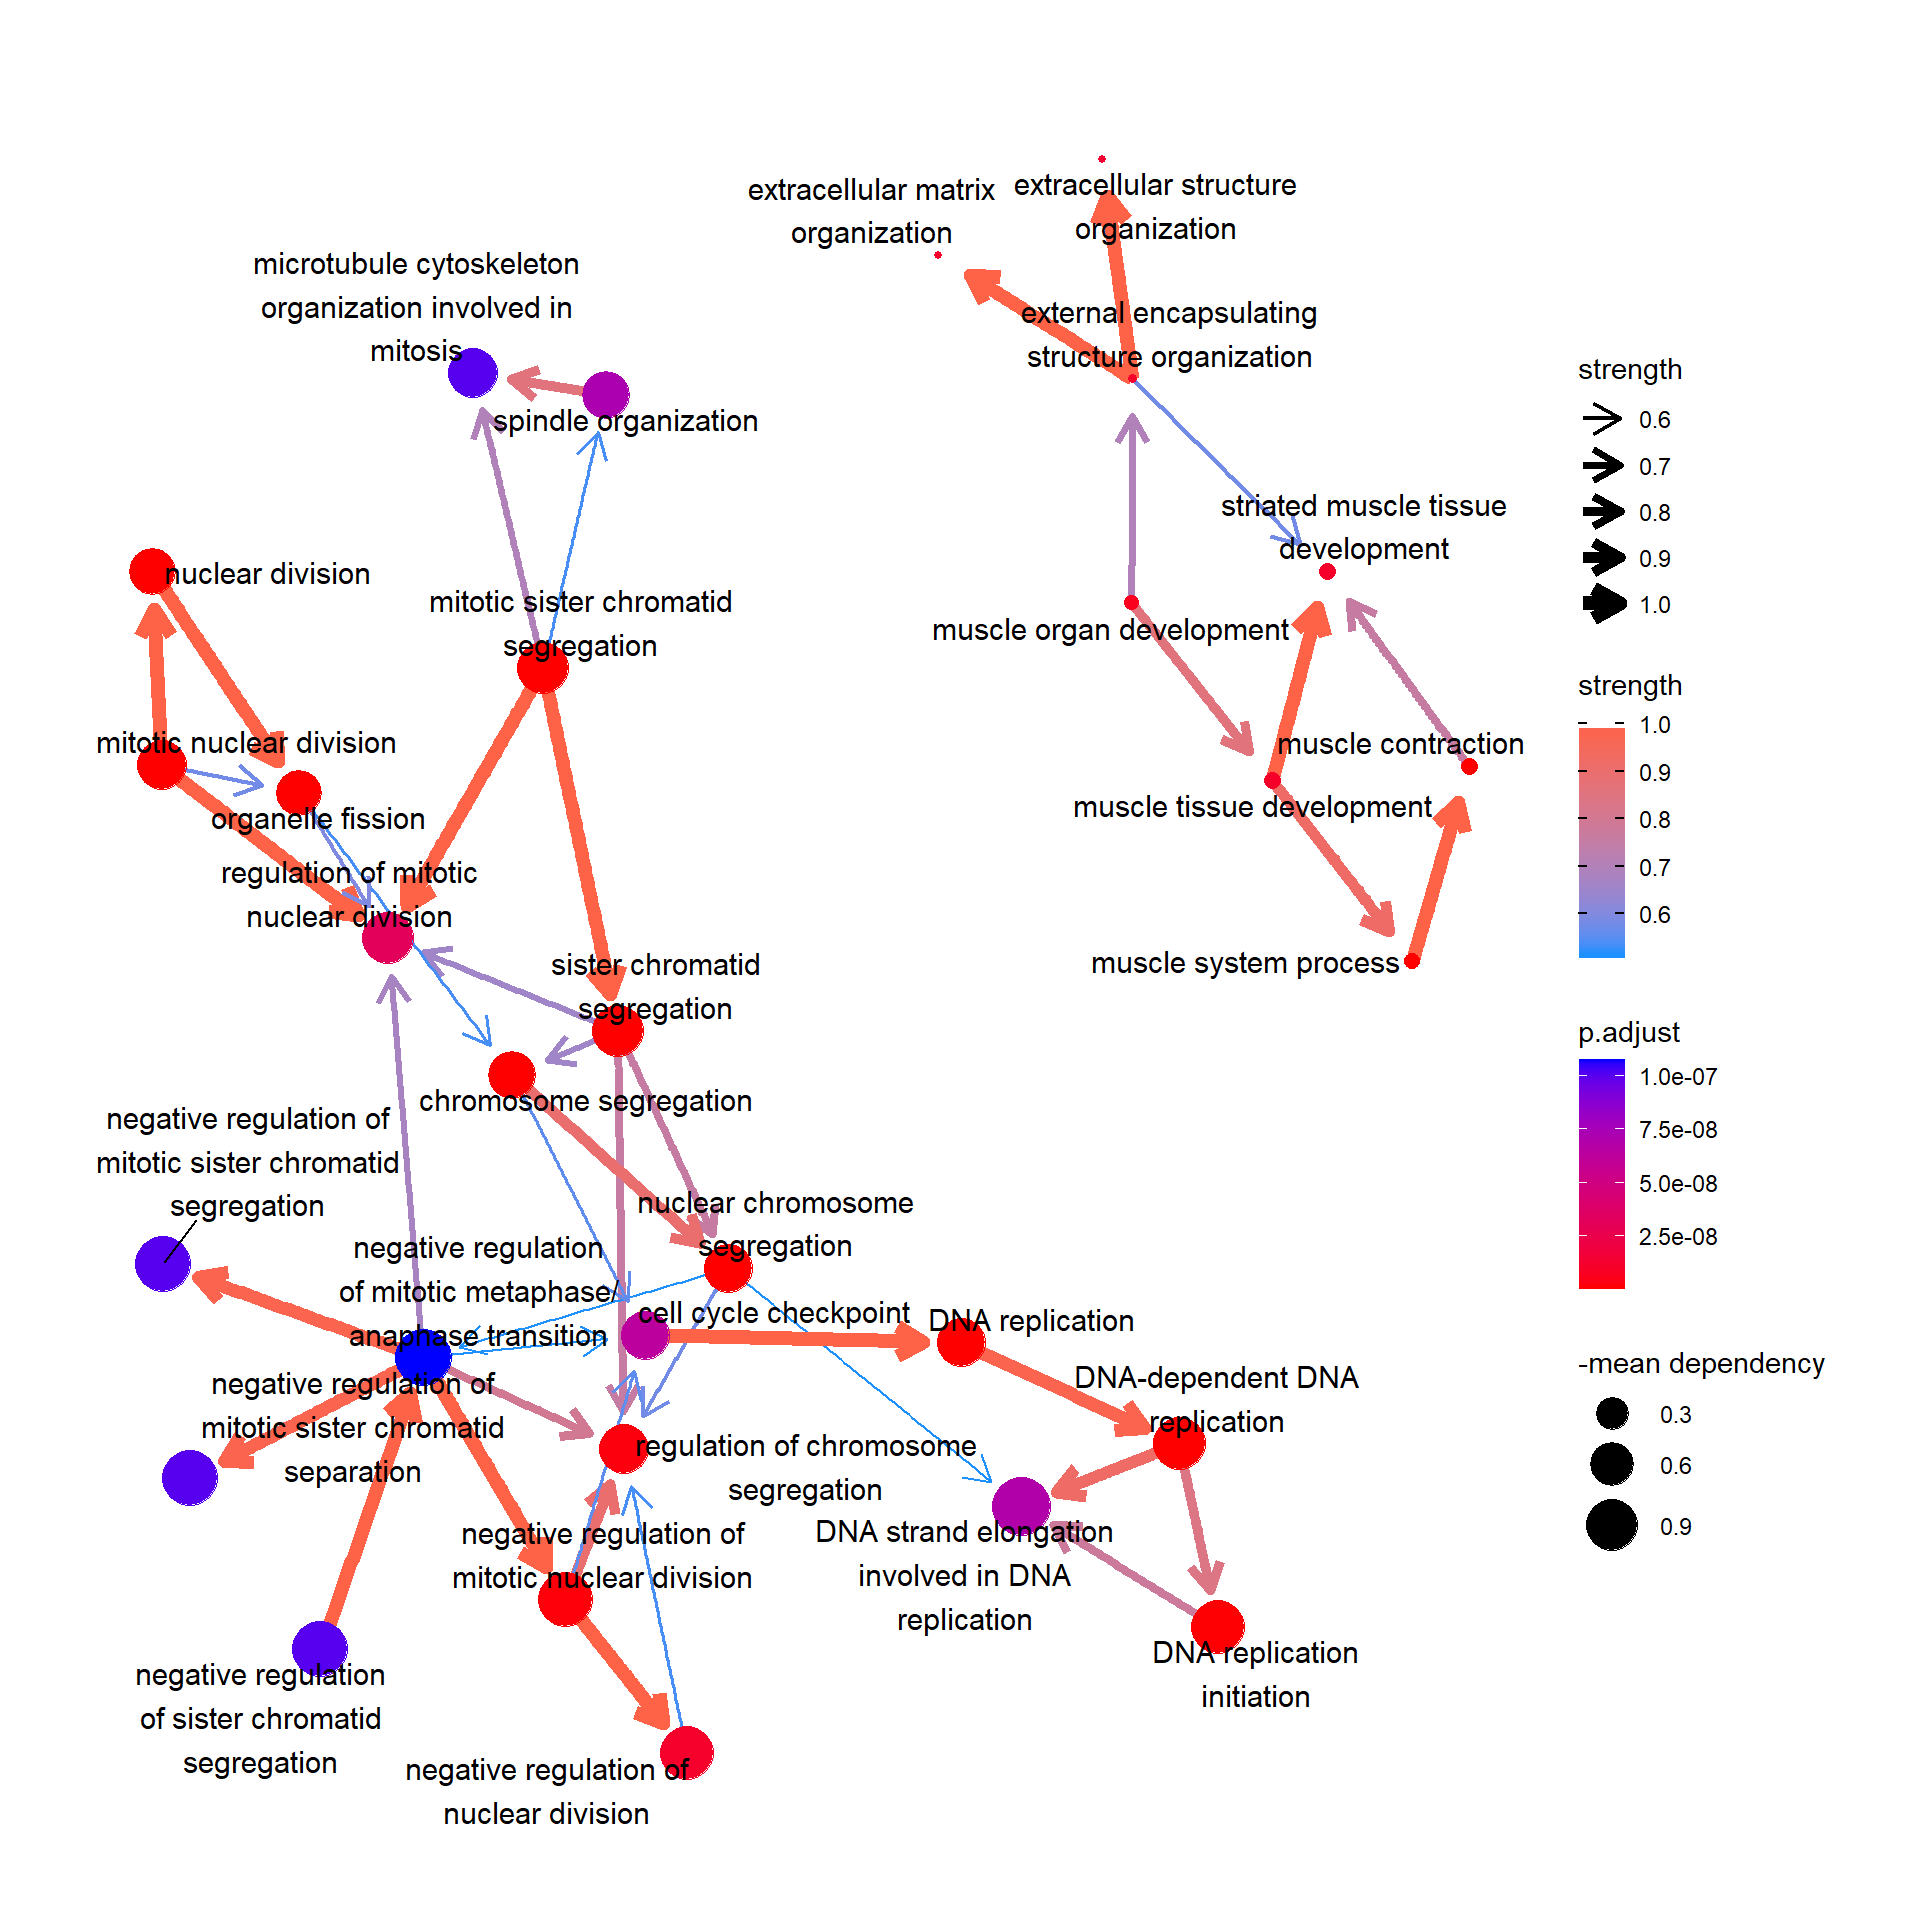 extracellular matrix
organization
extracellular structure
organization
microtubule cytoskeleton
organization involved in
mitosis
external encapsulating
structure organization
spindle organization
striated muscle tissue
development
nuclear division
mitotic sister chromatid
segregation
muscle organ development
mitotic nuclear division
muscle contraction
organelle fission
muscle tissue development
regulation of mitotic
nuclear division
sister chromatid
segregation
muscle system process
chromosome segregation
negative regulation of
mitotic sister chromatid
segregation
nuclear chromosome
segregation
negative regulation
of mitotic metaphase/
anaphase transition
cell cycle checkpoint
DNA replication
negative regulation of
mitotic sister chromatid
separation
DNA-dependent DNA
replication
regulation of chromosome
segregation
negative regulation of
mitotic nuclear division
DNA strand elongation
involved in DNA
replication
negative regulation
of sister chromatid
segregation
DNA replication
initiation
negative regulation of
nuclear division
strength
0.6
0.7
0.8
0.9
1.0
strength
1.0
0.9
0.8
0.7
0.6
p.adjust
1.0e-07
7.5e-08
5.0e-08
2.5e-08
-mean dependency
0.3
0.6
0.9